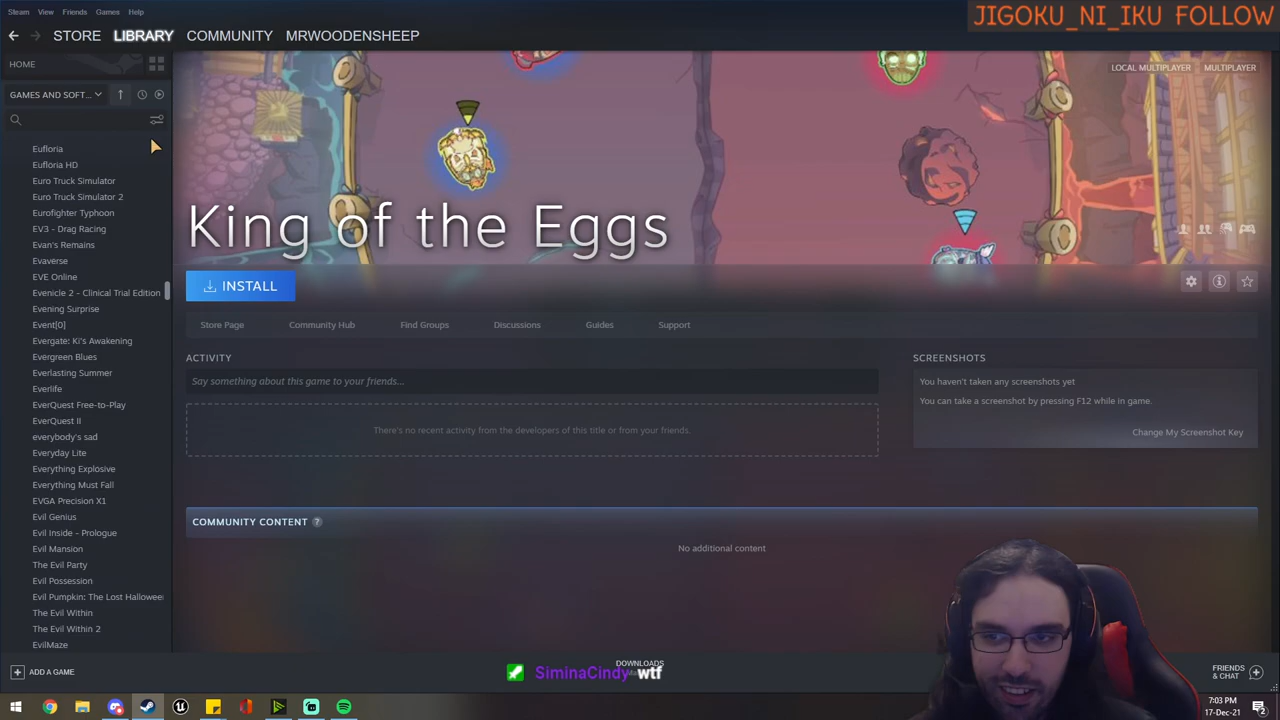 Steam View Friends Games Help
JIGOKU_NI_IKU FOLLOW
STORE LIBRARY COMMUNITY MRWOODENSHEEP
HOME
LOCAL MULTIPLAYER MULTIPLAYER
GAMES AND SOFT...
Eufloria
Eufloria HD
Euro Truck Simulator
Euro Truck Simulator 2
Eurofighter Typhoon
EV3 - Drag Racing
Evan's Remains
Evaverse
EVE Online
Evenicle 2 - Clinical Trial Edition
Evening Surprise
Event[0]
Evergate: Ki's Awakening
Evergreen Blues
Everlasting Summer
Everlife
EverQuest Free-to-Play
EverQuest II
everybody's sad
Everyday Lite
Everything Explosive
Everything Must Fall
EVGA Precision X1
Evil Genius
Evil Inside - Prologue
Evil Mansion
The Evil Party
Evil Possession
Evil Pumpkin: The Lost Hallowee
The Evil Within
The Evil Within 2
EvilMaze
King of the Eggs
INSTALL
Store Page Community Hub Find Groups Discussions Guides Support
ACTIVITY
Say something about this game to your friends...
There's no recent activity from the developers of this title or from your friends.
SCREENSHOTS
You haven't taken any screenshots yet
You can take a screenshot by pressing F12 while in game.
Change My Screenshot Key
COMMUNITY CONTENT ?
No additional content
ADD A GAME
DOWNLOADS
SiminaCindy wtf
FRIENDS
& CHAT
7:03 PM
17-Dec-21
2